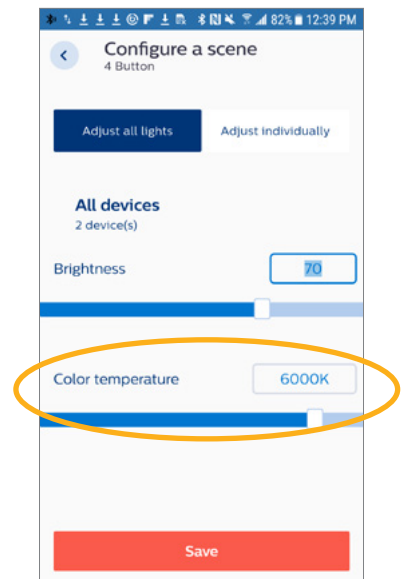 82% 12:39 PM
Configure a scene
4 Button
Adjust all lights Adjust individually
All devices
2 device(s)
Brightness 70
Color temperature 6000K
Save